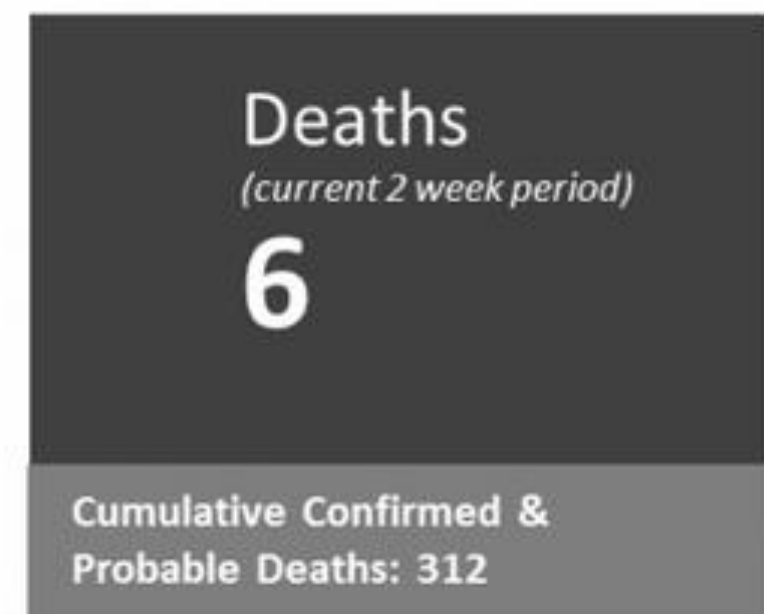 Deaths
(current 2 week period)
6
Cumulative Confirmed &
Probable Deaths: 312